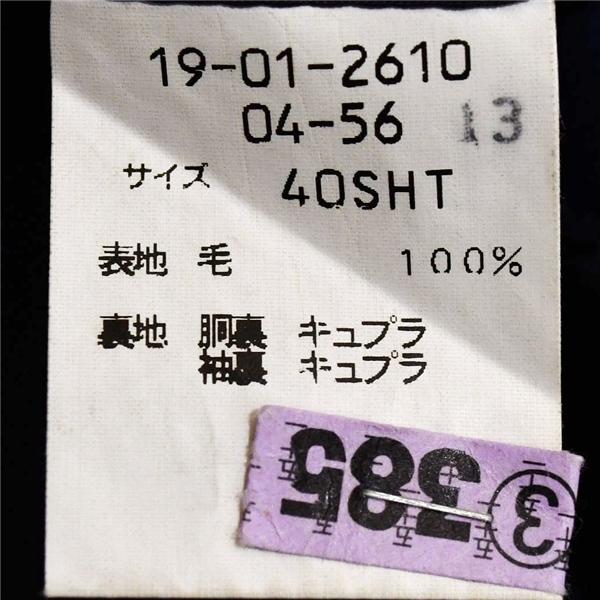 19-01-2610
04-56 13
サイズ 40SHT
表地 毛 100%
裏地 胴裏 キュプラ
袖裏 キュプラ
③ 585